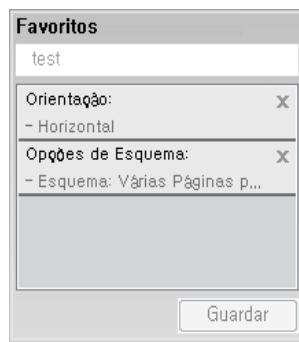 Favoritos
test
Orientação: x
- Horizontal
Opções de Esquema: x
- Esquema: Várias Páginas p...
Guardar